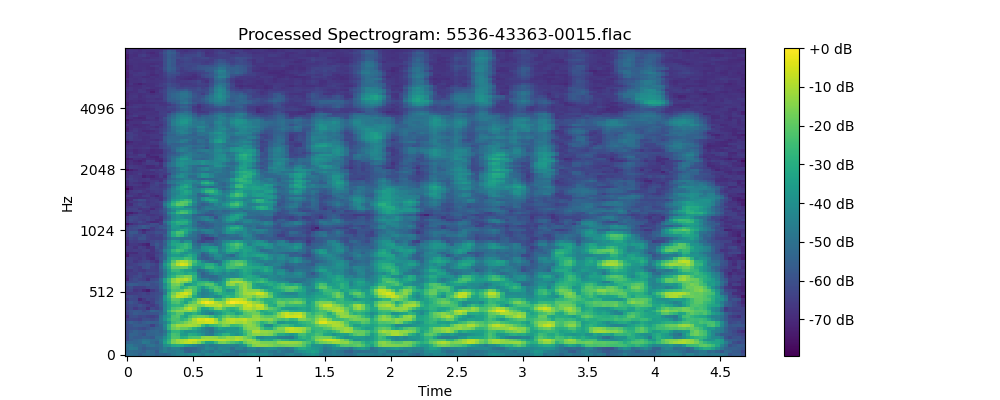 Processed Spectrogram: 5536-43363-0015.flac
Hz
4096
2048
1024
512
0
0 0.5 1 1.5 2 2.5 3 3.5 4 4.5
Time
+0 dB
-10 dB
-20 dB
-30 dB
-40 dB
-50 dB
-60 dB
-70 dB